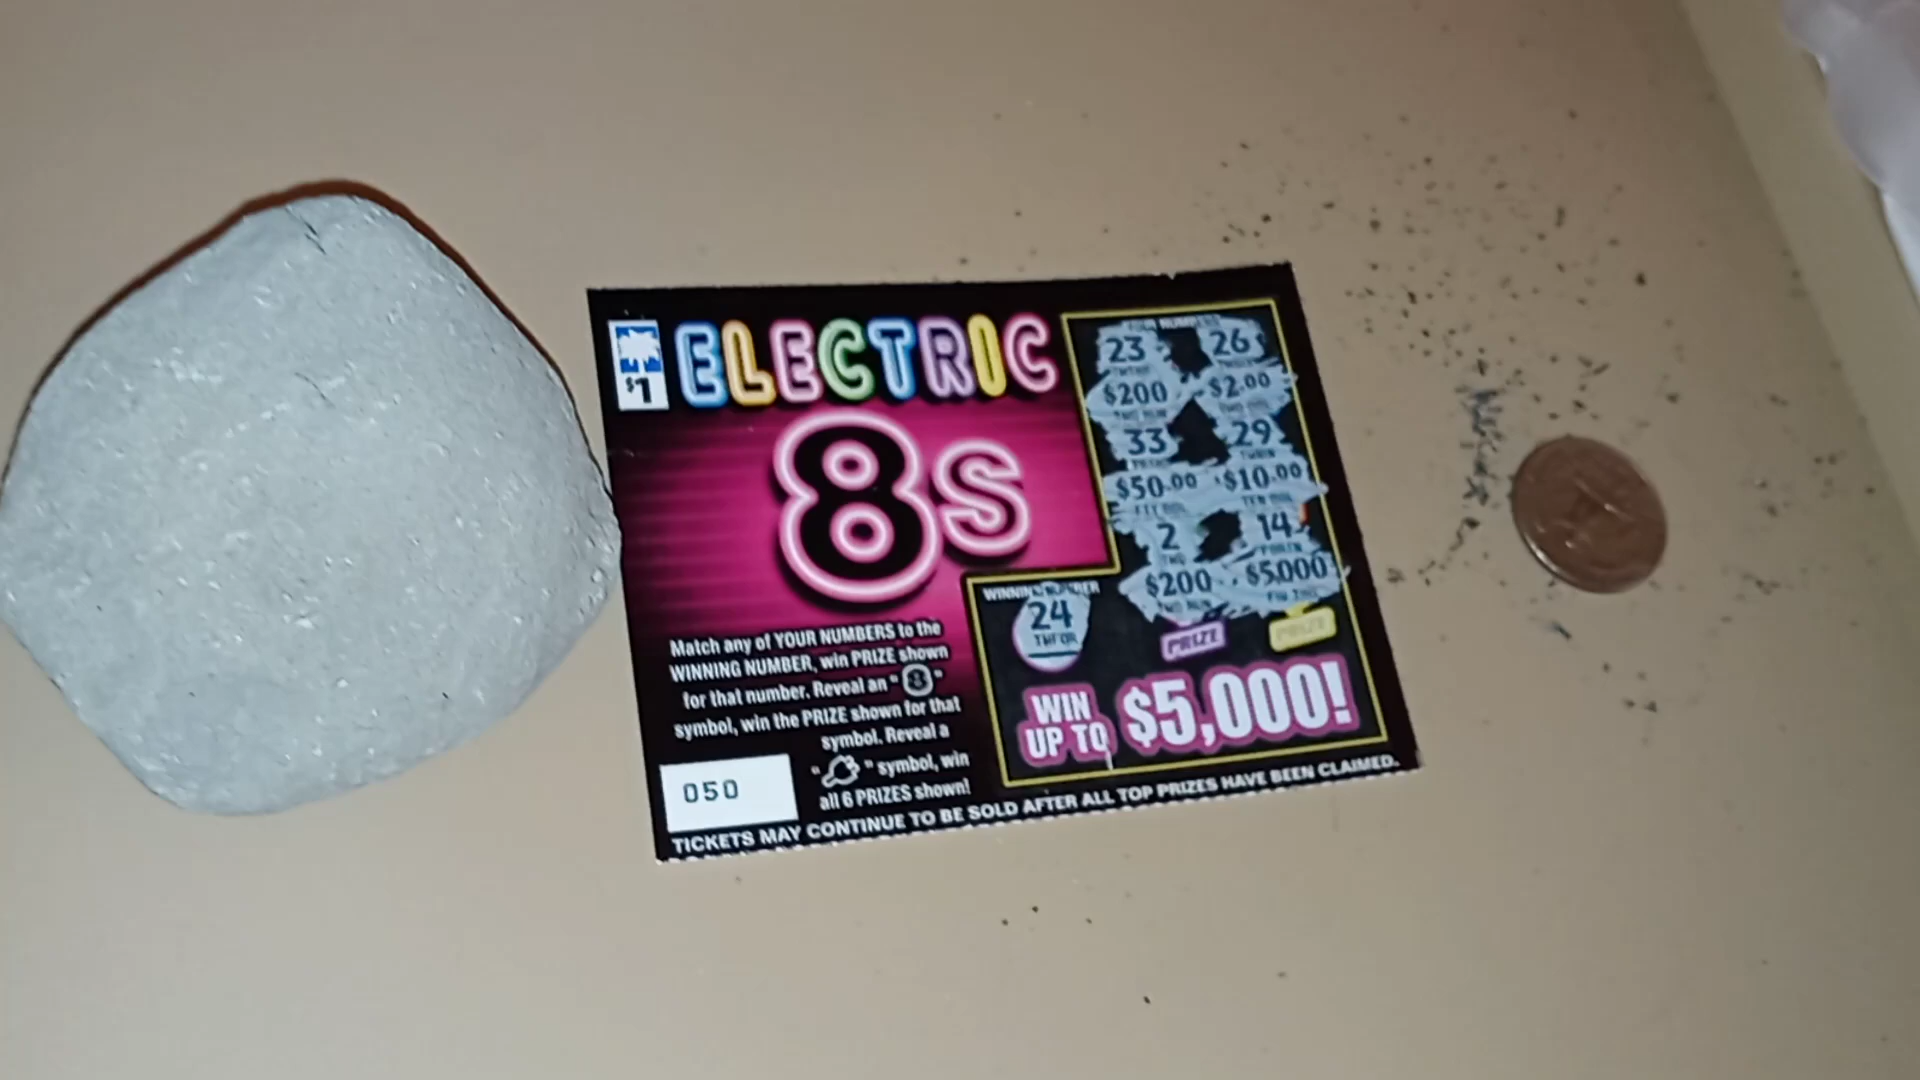 $1
ELECTRIC
8s
YOUR NUMBERS
23 26
$200 $2.00
33 29
$50.00 $10.00
2 14
TWO
$200 $5,000
WINNING NUMBER
24
TWFOR
PRIZE PRIZE
WIN
UP TO $5,000!
Match any of YOUR NUMBERS to the
WINNING NUMBER, win PRIZE shown
for that number. Reveal an "8"
symbol, win the PRIZE shown for that
symbol. Reveal a
" " symbol, win
all 6 PRIZES shown!
050
TICKETS MAY CONTINUE TO BE SOLD AFTER ALL TOP PRIZES HAVE BEEN CLAIMED.